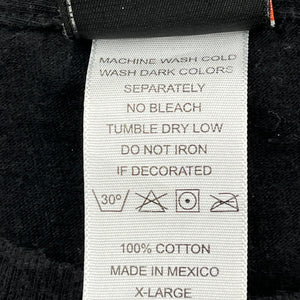 MACHINE WASH COLD
WASH DARK COLORS
SEPARATELY
NO BLEACH
TUMBLE DRY LOW
DO NOT IRON
IF DECORATED
30°
100% COTTON
MADE IN MEXICO
X-LARGE